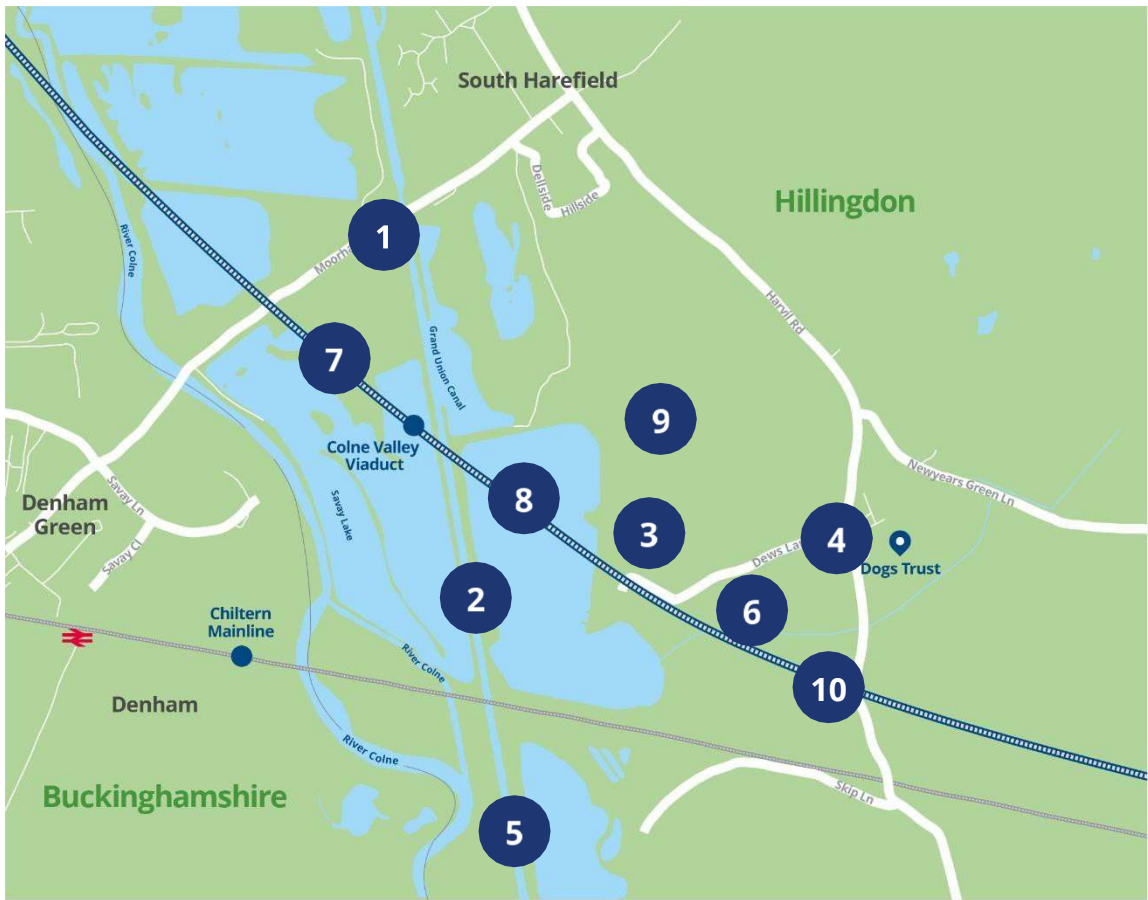 South Harefield
Dellside
Hillside
Hillingdon
1
River Colne
Harvil Rd
7
Grand Union Canal
9
Colne Valley
Viaduct
Newyears Green Ln
8
Savay Ln
Savay Lake
Denham
Green
3
4
Dews
Savay Cl
Dogs Trust
2
6
Chiltern
Mainline
River Colne
10
Denham
River Colne
Buckinghamshire
Skip Ln
5